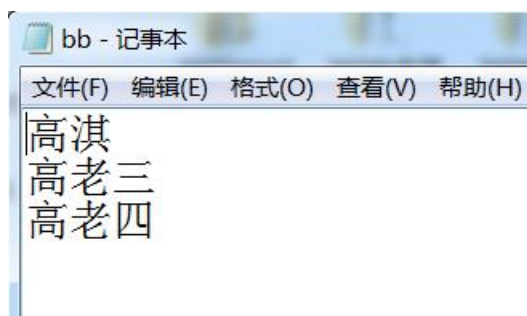 bb - 记事本
文件(F) 编辑(E) 格式(O) 查看(V) 帮助(H)
高淇
高老三
高老四